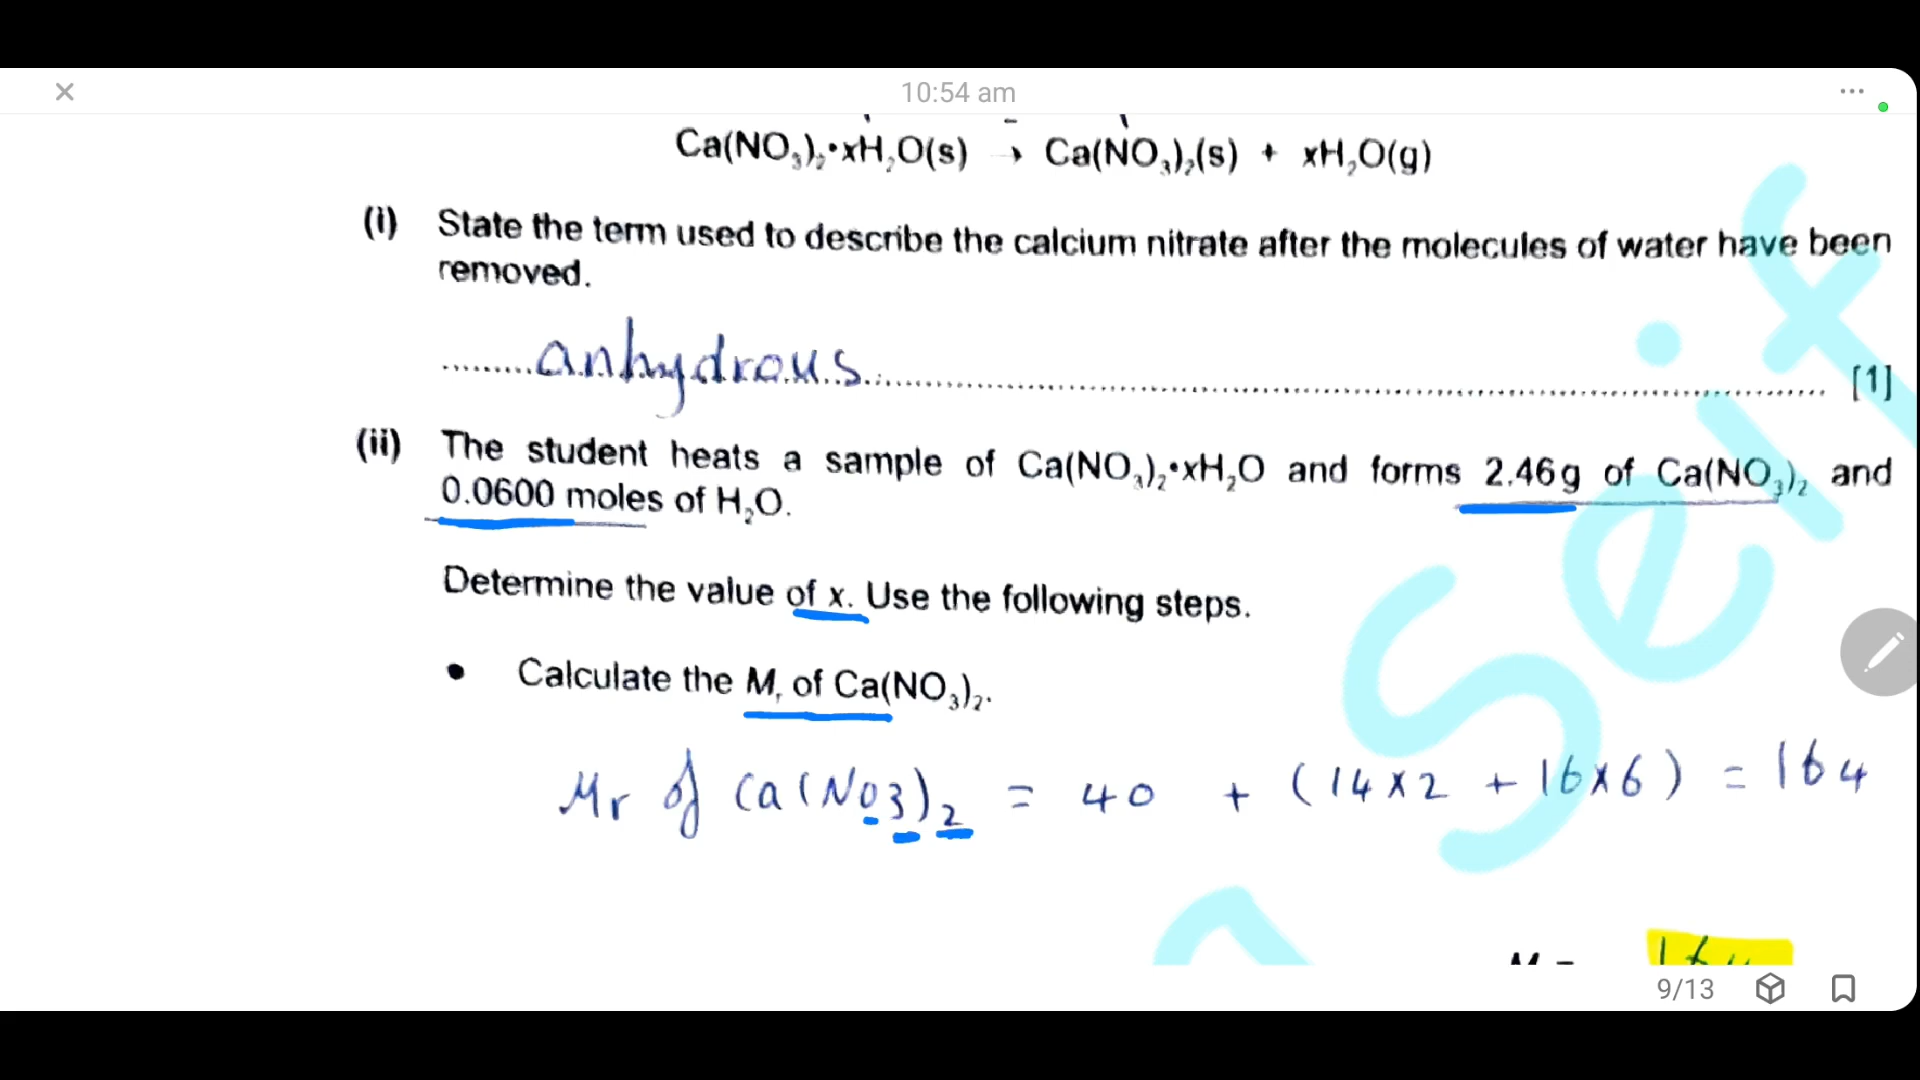 10:54 am
Ca(NO₃)₂•xH₂O(s) → Ca(NO₃)₂(s) + xH₂O(g)
(i) State the term used to describe the calcium nitrate after the molecules of water have been
removed.
anhydrous [1]
(ii) The student heats a sample of Ca(NO₃)₂•xH₂O and forms 2.46g of Ca(NO₃)₂ and
0.0600 moles of H₂O.
Determine the value of x. Use the following steps.
• Calculate the Mᵣ of Ca(NO₃)₂.
Mr of Ca(NO3)2 = 40 + (14×2 + 16×6) = 164
Seif
9/13